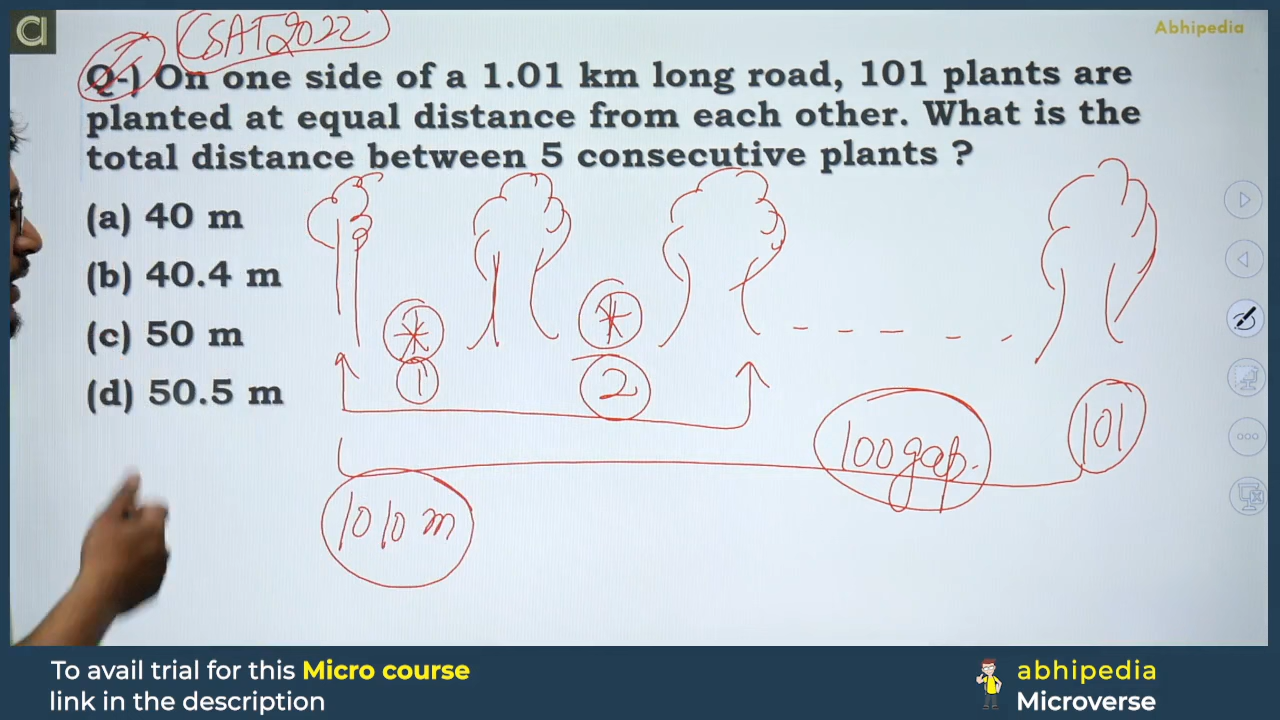 CSAT 2022
Abhipedia
Q-) On one side of a 1.01 km long road, 101 plants are
planted at equal distance from each other. What is the
total distance between 5 consecutive plants ?
(a) 40 m
(b) 40.4 m
(c) 50 m
(d) 50.5 m
1
2
100 gap.
101
1010 m
To avail trial for this Micro course
link in the description
abhipedia
Microverse